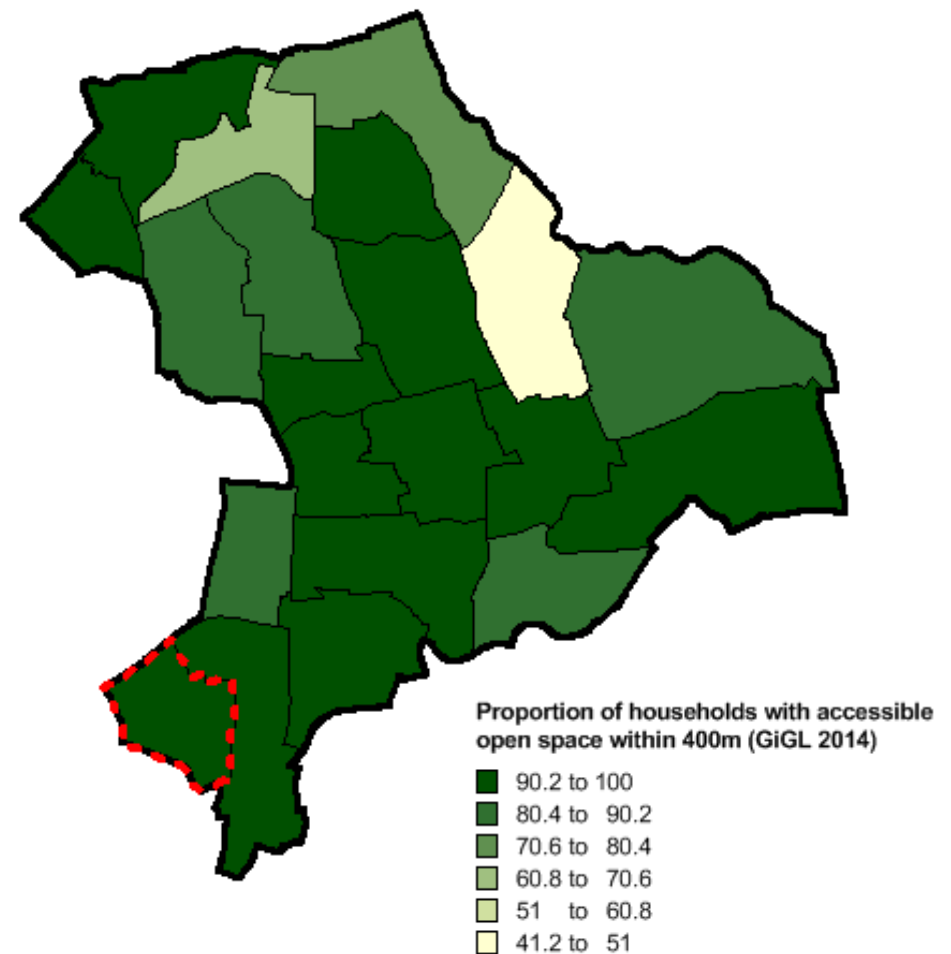 Proportion of households with accessible
open space within 400m (GiGL 2014)
90.2 to 100
80.4 to 90.2
70.6 to 80.4
60.8 to 70.6
51 to 60.8
41.2 to 51